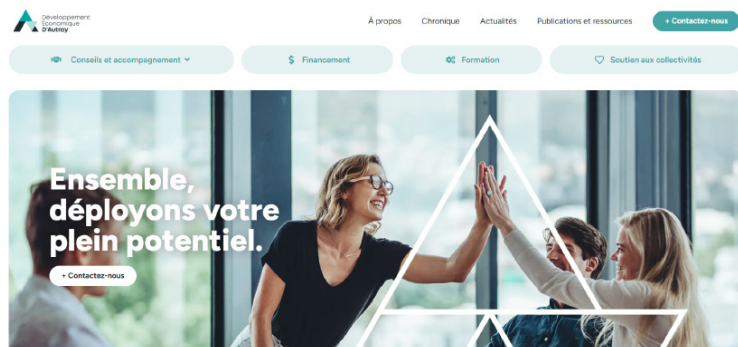 Développement
Économique
D'Autray
À propos
Chronique
Actualités
Publications et ressources
+ Contactez-nous
Conseils et accompagnement
Financement
Formation
Soutien aux collectivités
Ensemble,
déployons votre
plein potentiel.
+ Contactez-nous